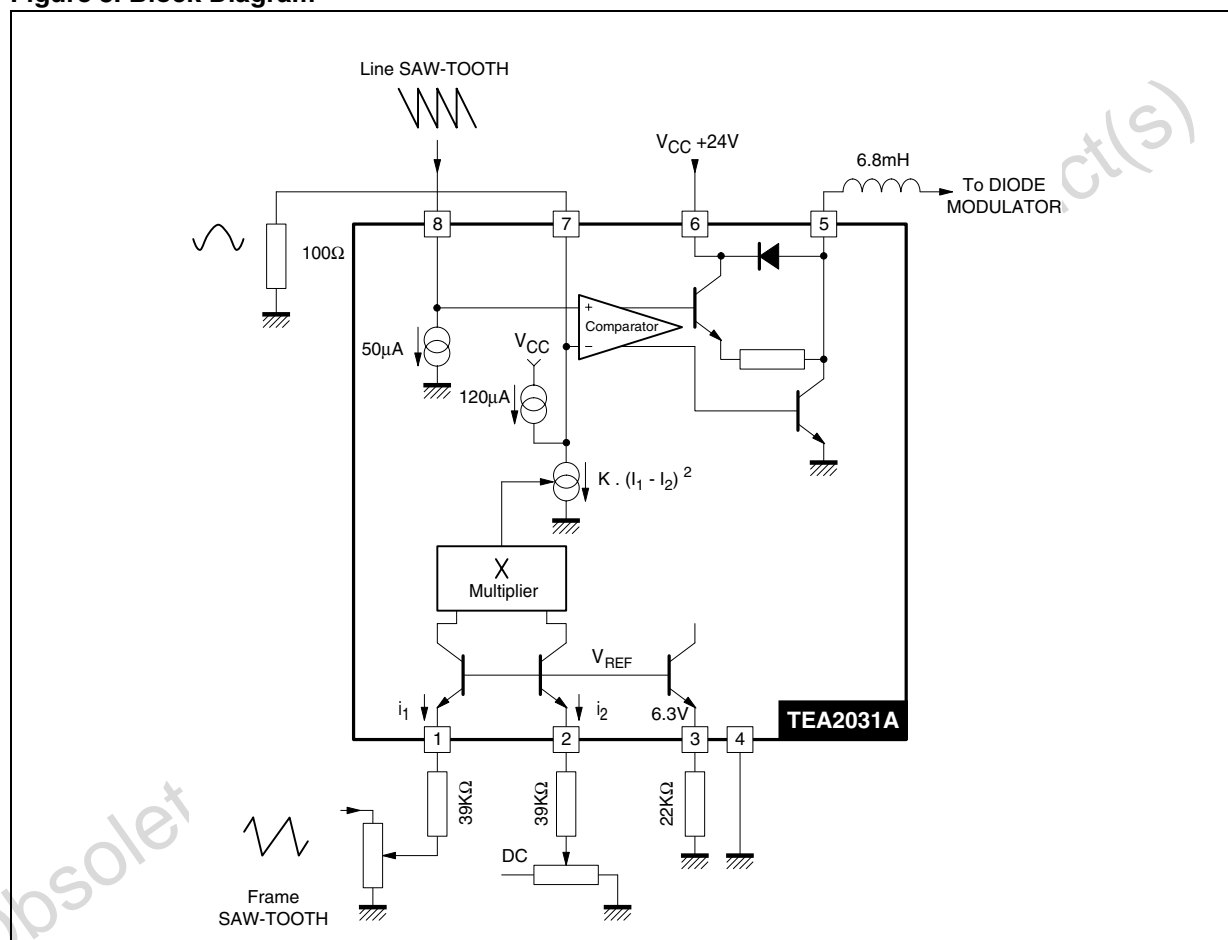 Figure 3. Block Diagram
Line SAW-TOOTH
VCC +24V
6.8mH
To DIODE
MODULATOR
ct(s)
8
7
6
5
100Ω
+
Comparator
−
50μA
VCC
120μA
K . (I1 - I2) 2
X
Multiplier
VREF
i1
i2
6.3V
TEA2031A
1
2
3
4
39KΩ
39KΩ
22KΩ
DC
Frame
SAW-TOOTH
obsolet